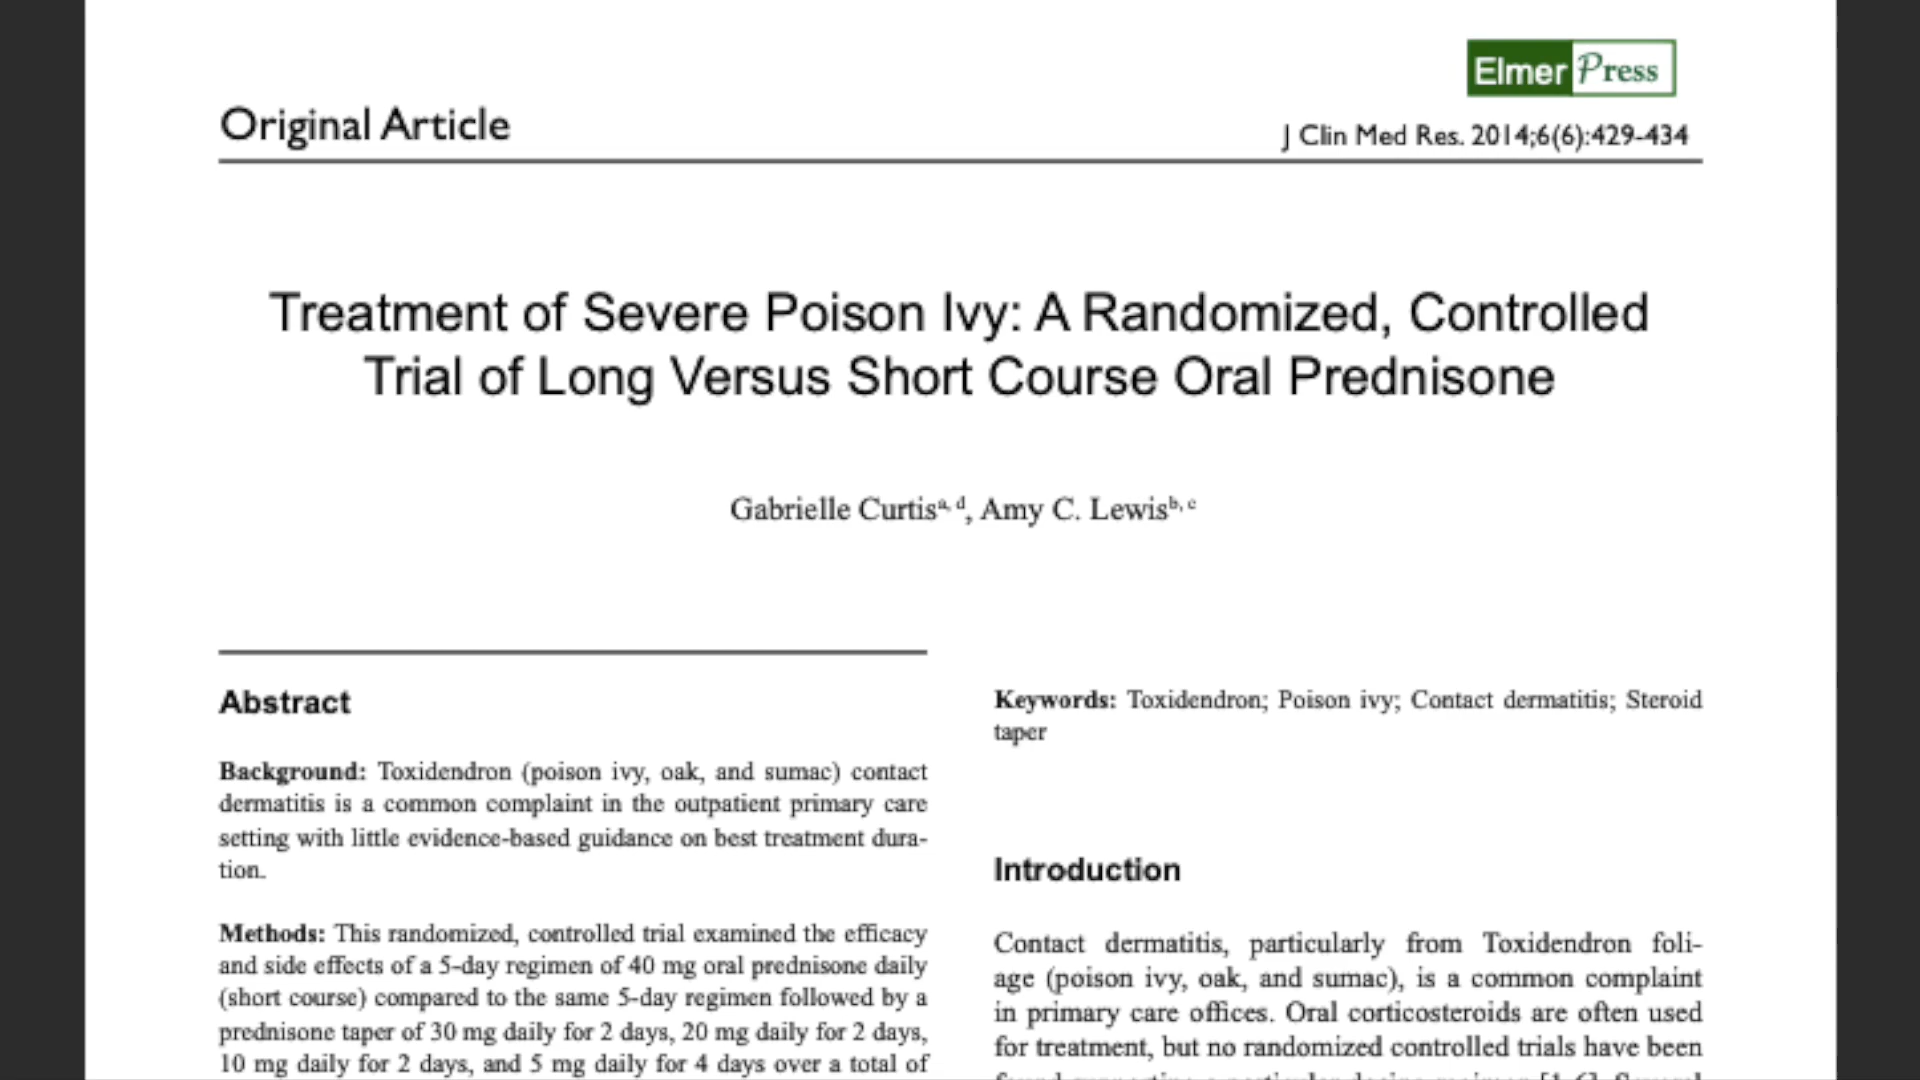 Elmer Press
Original Article
J Clin Med Res. 2014;6(6):429-434
Treatment of Severe Poison Ivy: A Randomized, Controlled
Trial of Long Versus Short Course Oral Prednisone
Gabrielle Curtisa, d, Amy C. Lewisb, c
Abstract
Background: Toxidendron (poison ivy, oak, and sumac) contact
dermatitis is a common complaint in the outpatient primary care
setting with little evidence-based guidance on best treatment dura-
tion.
Methods: This randomized, controlled trial examined the efficacy
and side effects of a 5-day regimen of 40 mg oral prednisone daily
(short course) compared to the same 5-day regimen followed by a
prednisone taper of 30 mg daily for 2 days, 20 mg daily for 2 days,
10 mg daily for 2 days, and 5 mg daily for 4 days over a total of
Keywords: Toxidendron; Poison ivy; Contact dermatitis; Steroid
taper
Introduction
Contact dermatitis, particularly from Toxidendron foli-
age (poison ivy, oak, and sumac), is a common complaint
in primary care offices. Oral corticosteroids are often used
for treatment, but no randomized controlled trials have been